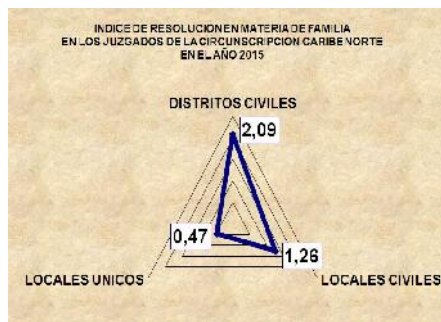 INDICE DE RESOLUCION EN MATERIA DE FAMILIA
EN LOS JUZGADOS DE LA CIRCUNSCRIPCION CARIBE NORTE
EN EL AÑO 2015
DISTRITOS CIVILES
2,09
0,47
1,26
LOCALES UNICOS
LOCALES CIVILES